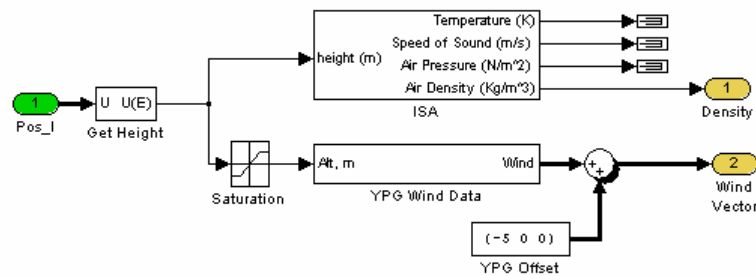 Temperature (K)
Speed of Sound (m/s)
height (m)
Air Pressure (N/m^2)
Air Density (Kg/m^3)
1
Pos_I
U U(E)
Get Height
ISA
1
Density
Saturation
Alt, m
Wind
YPG Wind Data
2
Wind
Vector
+
+
(-5 0 0)
YPG Offset